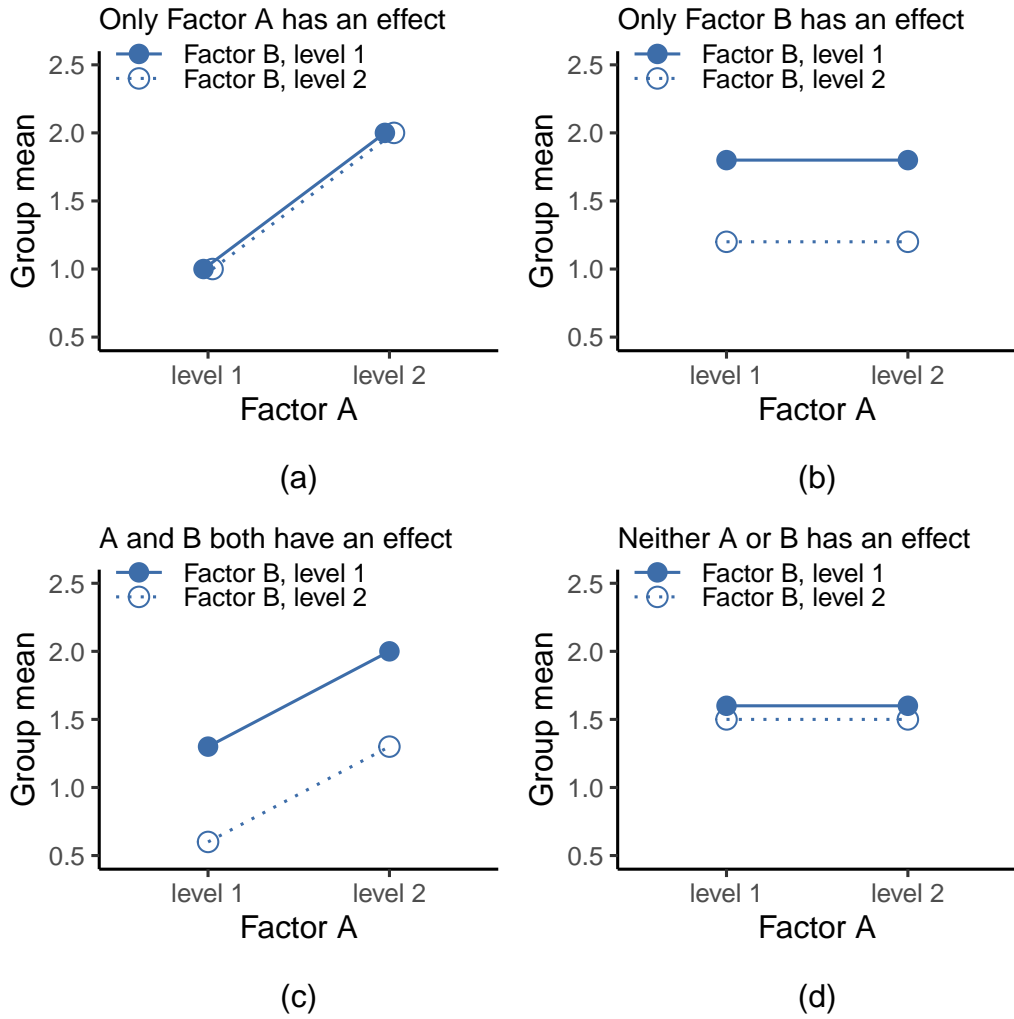 Only Factor A has an effect
Factor B, level 1
Factor B, level 2
2.5
2.0
1.5
1.0
0.5
Group mean
level 1 level 2
Factor A
(a)
Only Factor B has an effect
Factor B, level 1
Factor B, level 2
2.5
2.0
1.5
1.0
0.5
Group mean
level 1 level 2
Factor A
(b)
A and B both have an effect
Factor B, level 1
Factor B, level 2
2.5
2.0
1.5
1.0
0.5
Group mean
level 1 level 2
Factor A
(c)
Neither A or B has an effect
Factor B, level 1
Factor B, level 2
2.5
2.0
1.5
1.0
0.5
Group mean
level 1 level 2
Factor A
(d)